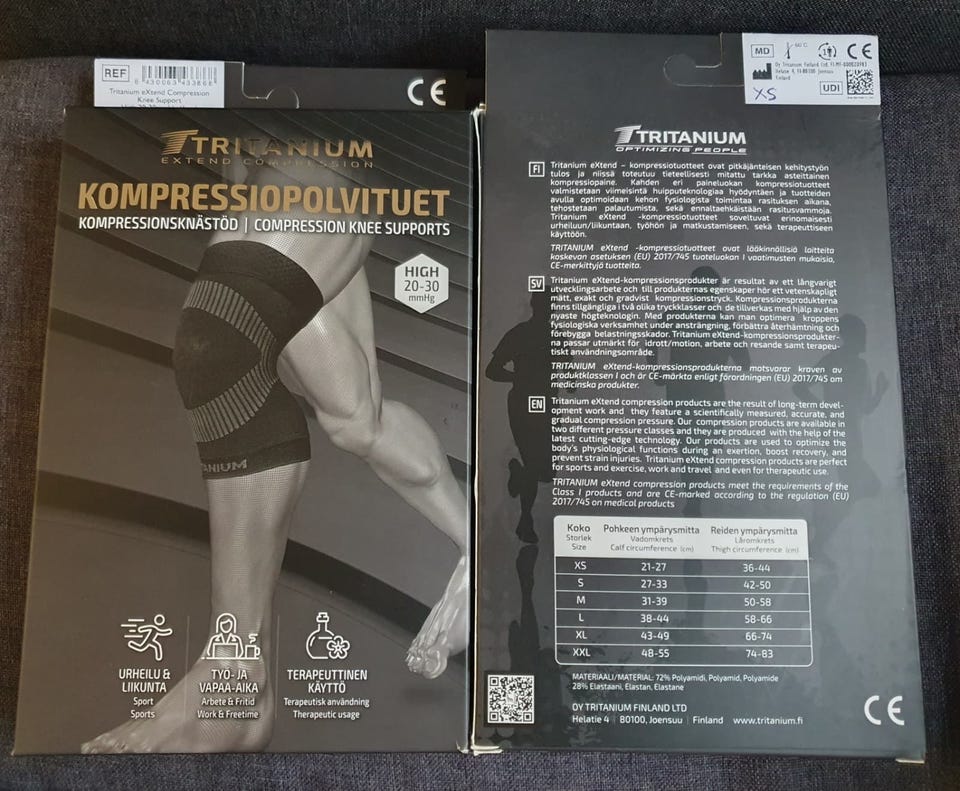 REF
6 430063 433866
Tritanium eXtend Compression
Knee Support
CE
TRITANIUM
EXTEND COMPRESSION
KOMPRESSIOPOLVITUET
KOMPRESSIONSKNÄSTÖD | COMPRESSION KNEE SUPPORTS
HIGH
20-30
mmHg
TANIUM
URHEILU &
LIIKUNTA
Sport
Sports
TYÖ- JA
VAPAA-AIKA
Arbete & Fritid
Work & Freetime
TERAPEUTTINEN
KÄYTTÖ
Terapeutisk användning
Therapeutic usage
MD
60°C
CE
Oy Tritanium Finland Ltd.
Helatie 4, FI-80100 Joensuu
Finland
UDI
XS
TRITANIUM
OPTIMIZING PEOPLE
FI
Tritanium eXtend – kompressiotuotteet ovat pitkäjänteisen kehitystyön
tulos ja niissä toteutuu tieteellisesti mitattu tarkka asteittainen
kompressiopaine. Kahden eri paineluokan kompressiotuotteet
valmistetaan viimeisintä huipputeknologiaa hyödyntäen ja tuotteiden
avulla optimoidaan kehon fysiologista toimintaa rasituksen aikana,
tehostetaan palautumista, sekä ennaltaehkäistään rasitusvammoja.
Tritanium eXtend -kompressiotuotteet soveltuvat erinomaisesti
urheiluun/liikuntaan, työhön ja matkustamiseen, sekä terapeuttiseen
käyttöön.
TRITANIUM eXtend -kompressiotuotteet ovat lääkinnällisiä laitteita
koskevan asetuksen (EU) 2017/745 tuoteluokan I vaatimusten mukaisia,
CE-merkittyjä tuotteita.
SV
Tritanium eXtend-kompressionsprodukter är resultat av ett långvarigt
utvecklingsarbete och till produkternas egenskaper hör ett vetenskapligt
mätt, exakt och gradvist kompressionstryck. Kompressionsprodukterna
finns tillgängliga i två olika tryckklasser och de tillverkas med hjälp av den
nyaste högteknologin. Med produkterna kan man optimera kroppens
fysiologiska verksamhet under ansträngning, förbättra återhämtning och
förebygga belastningsskador. Tritanium eXtend-kompressionsprodukter-
na passar utmärkt för idrott/motion, arbete och resande samt terapeu-
tiskt användningsområde.
TRITANIUM eXtend-kompressionsprodukterna motsvarar kraven av
produktklassen I och är CE-märkta enligt förordningen (EU) 2017/745 om
medicinska produkter.
EN
Tritanium eXtend compression products are the result of long-term devel-
opment work and they feature a scientifically measured, accurate, and
gradual compression pressure. Our compression products are available in
two different pressure classes and they are produced with the help of the
latest cutting-edge technology. Our products are used to optimize the
body's physiological functions during an exertion, boost recovery, and
prevent strain injuries. Tritanium eXtend compression products are perfect
for sports and exercise, work and travel and even for therapeutic use.
TRITANIUM eXtend compression products meet the requirements of the
Class I products and are CE-marked according to the regulation (EU)
2017/745 on medical products
Koko Pohkeen ympärysmitta Reiden ympärysmitta
Storlek Vadomkrets Låromkrets
Size Calf circumference (cm) Thigh circumference (cm)
XS 21-27 36-44
S 27-33 42-50
M 31-39 50-58
L 38-44 58-66
XL 43-49 66-74
XXL 48-55 74-83
MATERIAALI/MATERIAL: 72% Polyamidi, Polyamid, Polyamide
28% Elastaani, Elastan, Elastane
OY TRITANIUM FINLAND LTD
Helatie 4 | 80100, Joensuu | Finland www.tritanium.fi
CE